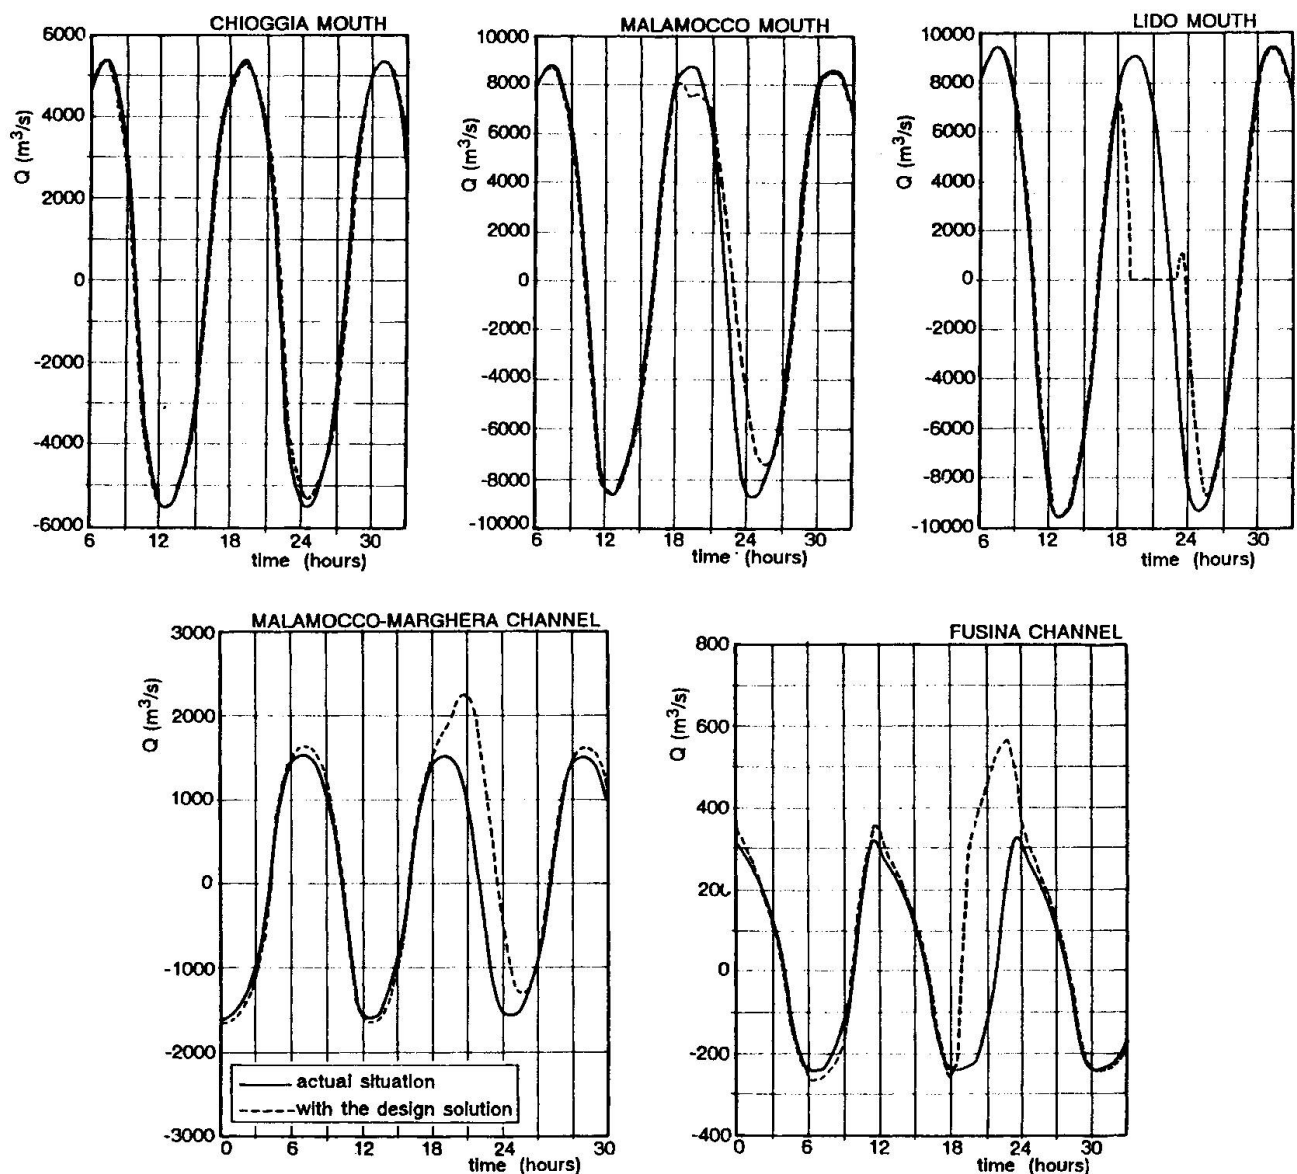 CHIOGGIA MOUTH
6000
4000
2000
0
-2000
-4000
-6000
Q (m³/s)
6 12 18 24 30
time (hours)
MALAMOCCO MOUTH
10000
8000
6000
4000
2000
0
-2000
-4000
-6000
-8000
-10000
Q (m³/s)
6 12 18 24 30
time (hours)
LIDO MOUTH
10000
8000
6000
4000
2000
0
-2000
-4000
-6000
-8000
-10000
Q (m³/s)
6 12 18 24 30
time (hours)
MALAMOCCO-MARGHERA CHANNEL
3000
2000
1000
0
-1000
-2000
-3000
Q (m³/s)
actual situation
with the design solution
0 6 12 18 24 30
time (hours)
FUSINA CHANNEL
800
600
400
200
0
-200
-400
Q (m³/s)
0 6 12 18 24 30
time (hours)